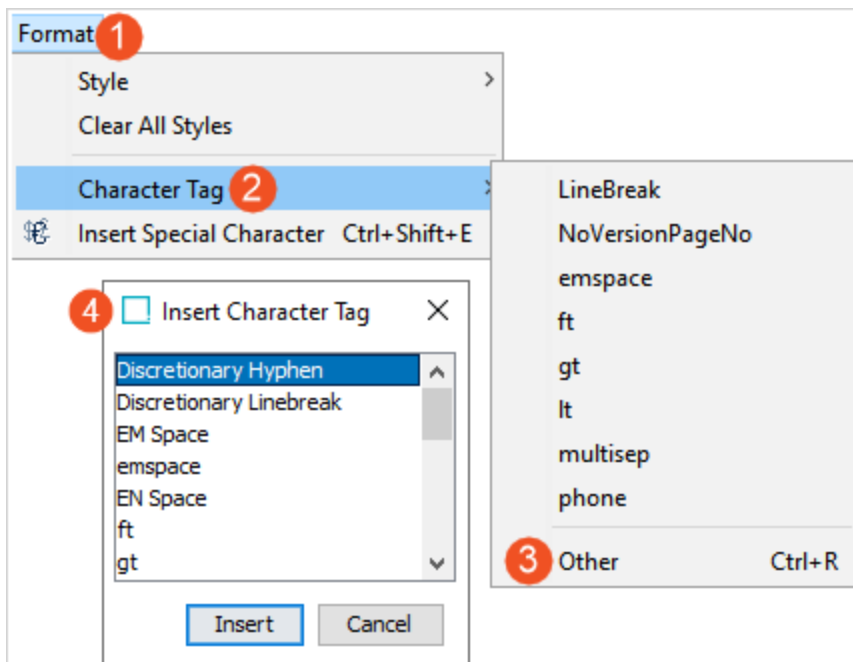 Format 1
Style
Clear All Styles
Character Tag 2
Insert Special Character Ctrl+Shift+E
LineBreak
NoVersionPageNo
emspace
ft
gt
lt
multisep
phone
3 Other Ctrl+R
4 Insert Character Tag
Discretionary Hyphen
Discretionary Linebreak
EM Space
emspace
EN Space
ft
gt
Insert Cancel